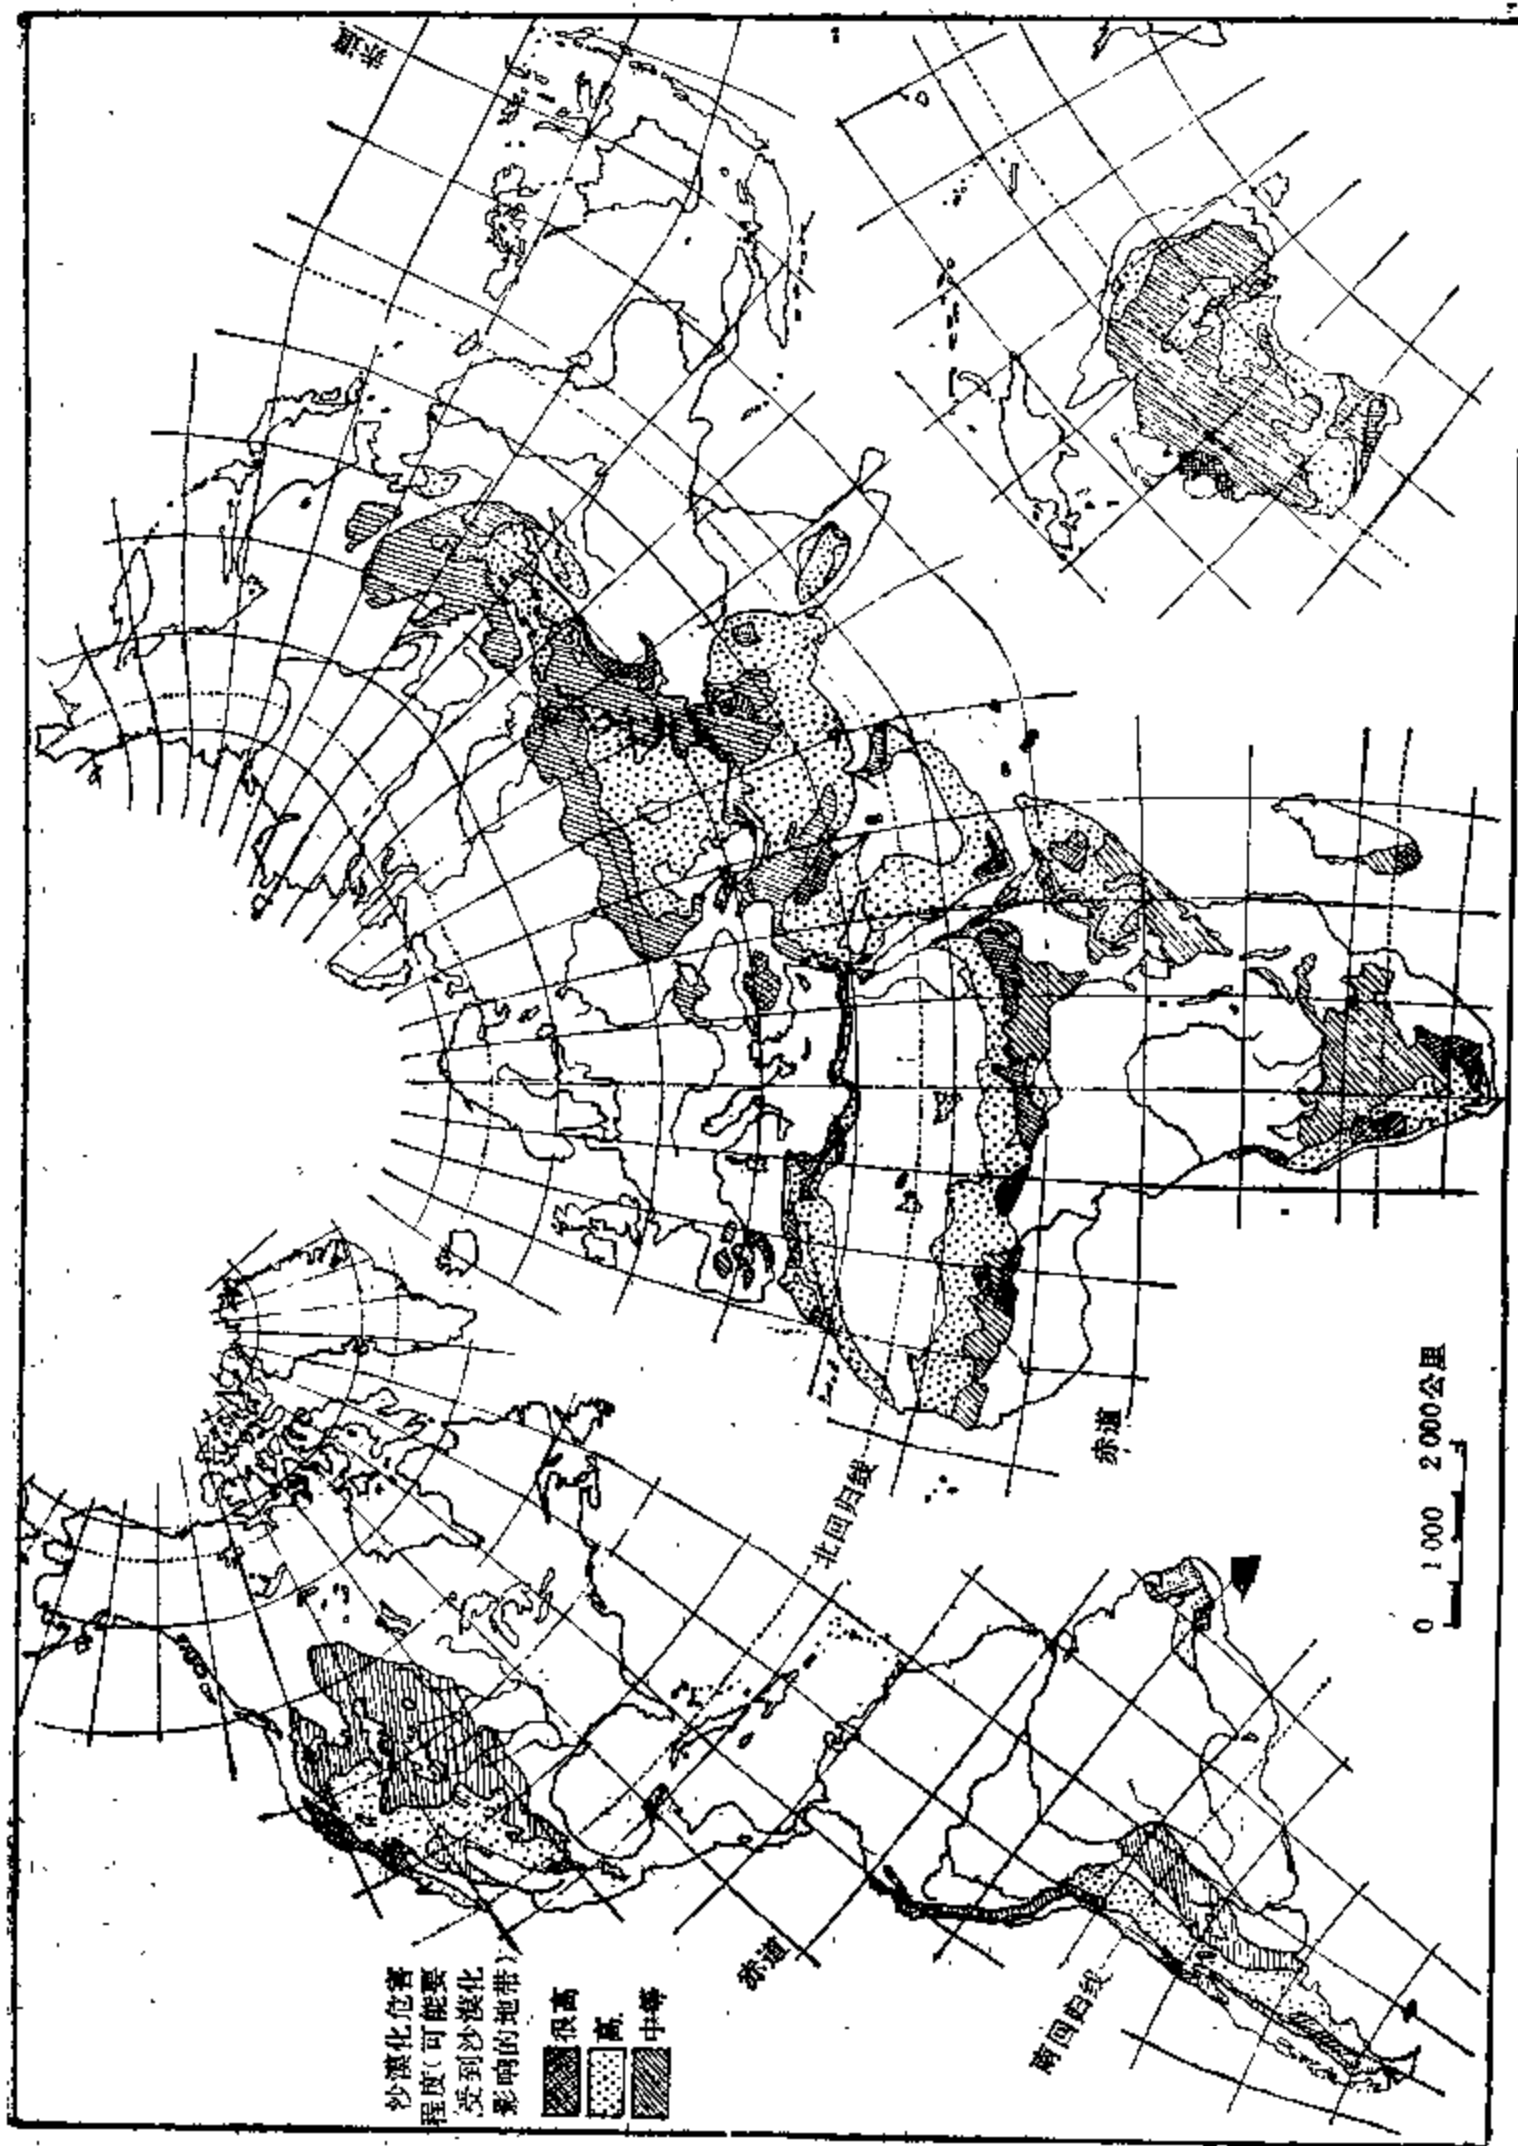 沙漠化危害
程度(可能要
受到沙漠化
影响的地带)
很高
高
中等
赤道
南回归线
北回归线
赤道
赤道
0 1000 2000公里